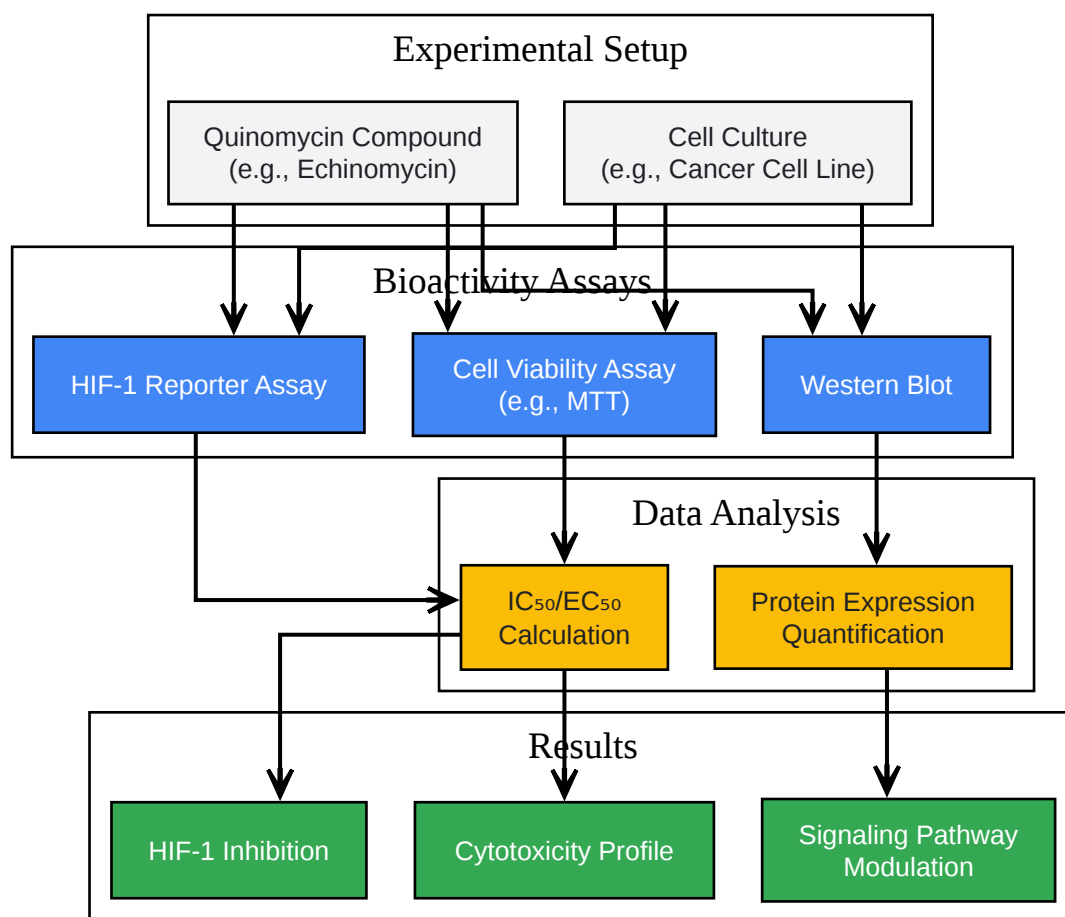 Experimental Setup
Quinomycin Compound
(e.g., Echinomycin)
Cell Culture
(e.g., Cancer Cell Line)
Bioactivity Assays
HIF-1 Reporter Assay
Cell Viability Assay
(e.g., MTT)
Western Blot
Data Analysis
IC₅₀/EC₅₀
Calculation
Protein Expression
Quantification
Results
HIF-1 Inhibition
Cytotoxicity Profile
Signaling Pathway
Modulation